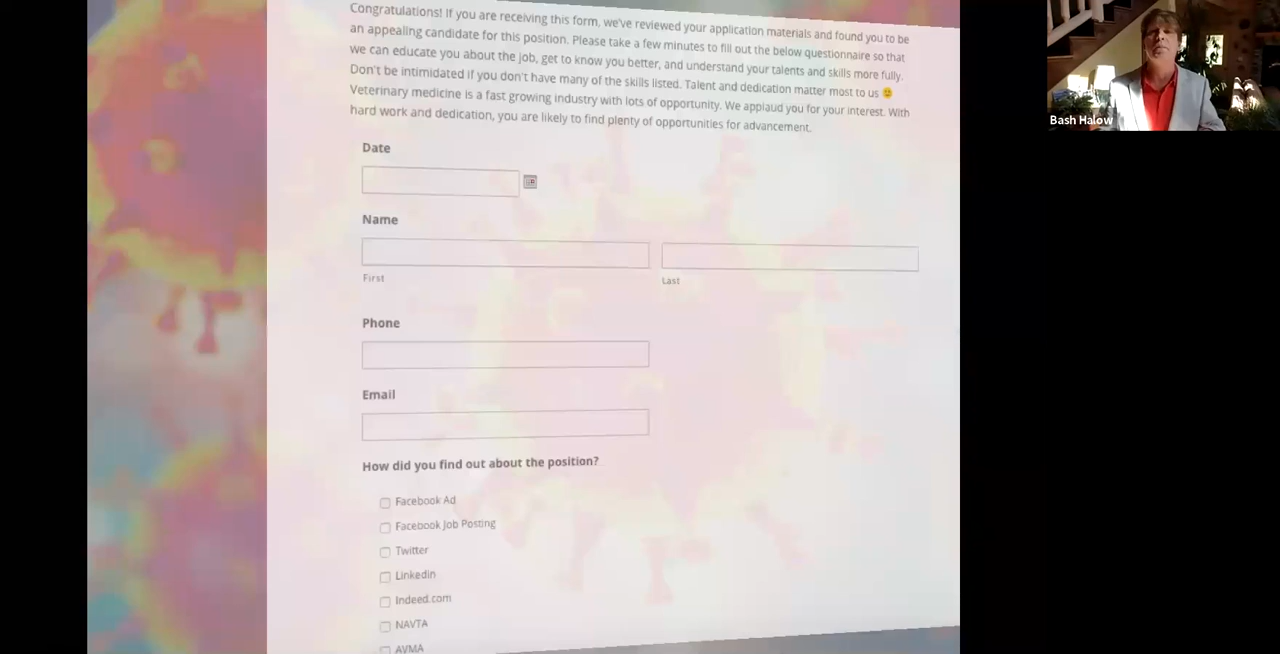 Congratulations! If you are receiving this form, we've reviewed your application materials and found you to be
an appealing candidate for this position. Please take a few minutes to fill out the below questionnaire so that
we can educate you about the job, get to know you better, and understand your talents and skills more fully.
Don't be intimidated if you don't have many of the skills listed. Talent and dedication matter most to us 🙂
Veterinary medicine is a fast growing industry with lots of opportunity. We applaud you for your interest. With
hard work and dedication, you are likely to find plenty of opportunities for advancement.
Date
Name
First
Last
Phone
Email
How did you find out about the position?
Facebook Ad
Facebook Job Posting
Twitter
Linkedin
Indeed.com
NAVTA
AVMA
Bash Halow